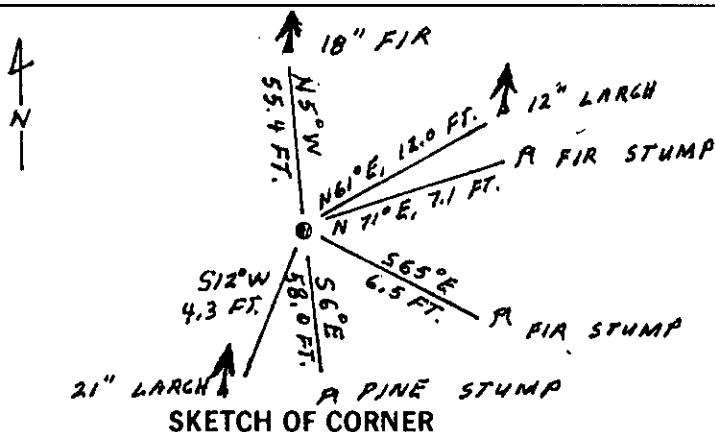 N
18" FIR
N5°W
55.4 FT.
12" LARCH
N61°E, 12.0 FT.
FIR STUMP
N 71°E, 7.1 FT.
S65°E
6.5 FT.
FIR STUMP
S12°W
4.3 FT.
S6°E
58.0 FT.
21" LARCH
PINE STUMP
SKETCH OF CORNER